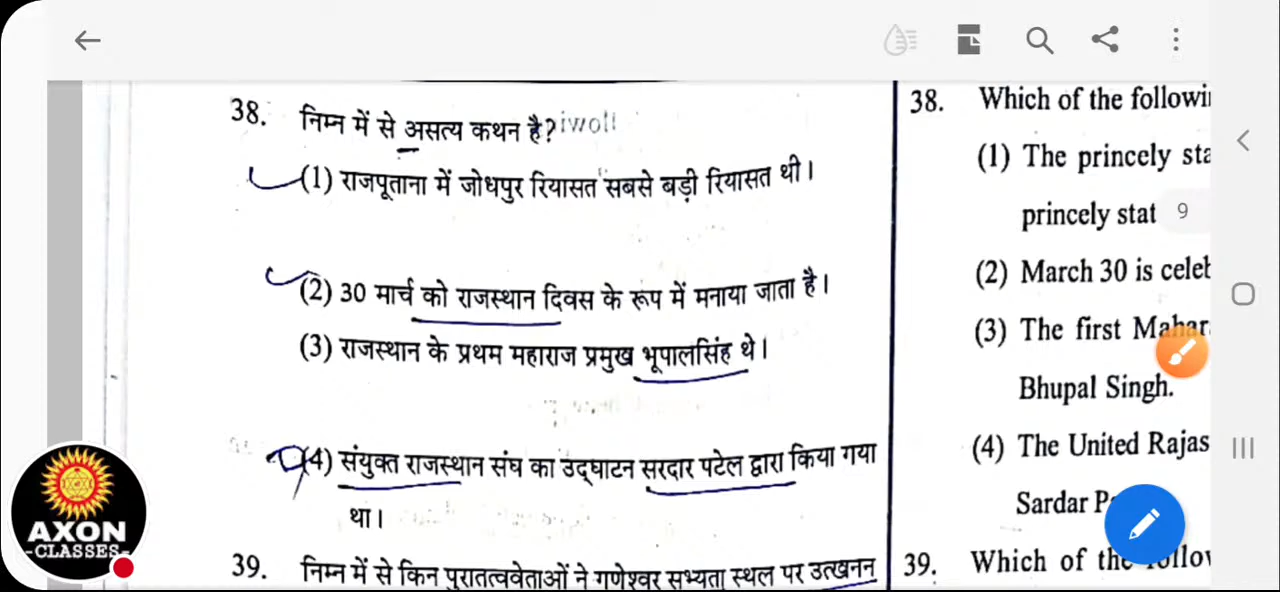 38. निम्न में से असत्य कथन है?
(1) राजपूताना में जोधपुर रियासत सबसे बड़ी रियासत थी।
(2) 30 मार्च को राजस्थान दिवस के रूप में मनाया जाता है।
(3) राजस्थान के प्रथम महाराज प्रमुख भूपालसिंह थे।
(4) संयुक्त राजस्थान संघ का उद्घाटन सरदार पटेल द्वारा किया गया
था।
39. निम्न में से किन पुरातत्ववेताओं ने गणेश्वर सभ्यता स्थल पर उत्खनन
38. Which of the followi
(1) The princely sta
princely stat
9
(2) March 30 is celeb
(3) The first Mahar
Bhupal Singh.
(4) The United Rajas
Sardar P
39. Which of the follow
AXON
-CLASSES-